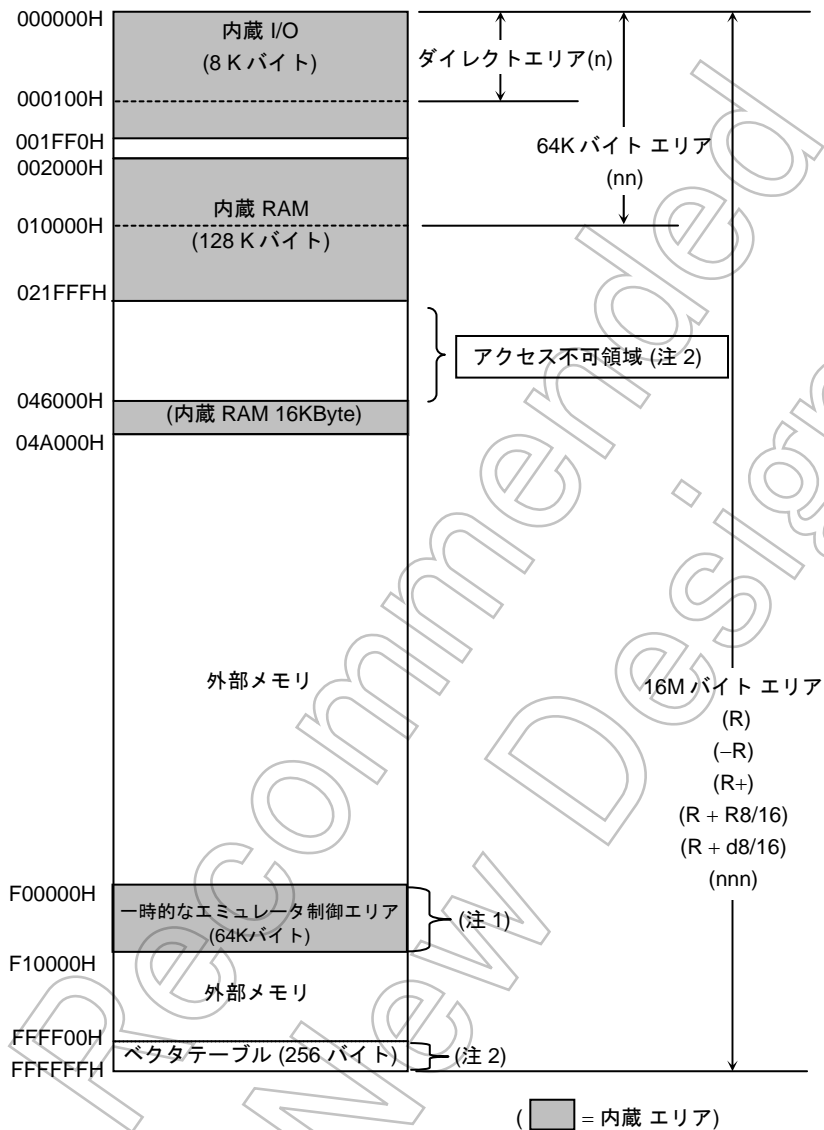 000000H
内蔵 I/O
(8 K バイト)
ダイレクトエリア(n)
000100H
001FF0H
64K バイト エリア
(nn)
002000H
内蔵 RAM
(128 K バイト)
010000H
021FFFH
アクセス不可領域 (注 2)
046000H
(内蔵 RAM 16KByte)
04A000H
外部メモリ
16M バイト エリア
(R)
(−R)
(R+)
(R + R8/16)
(R + d8/16)
(nnn)
F00000H
一時的なエミュレータ制御エリア
(64Kバイト)
(注 1)
F10000H
外部メモリ
FFFF00H
ベクタテーブル (256 バイト)
(注 2)
FFFFFFH
( = 内蔵 エリア)
Recommended
New Design